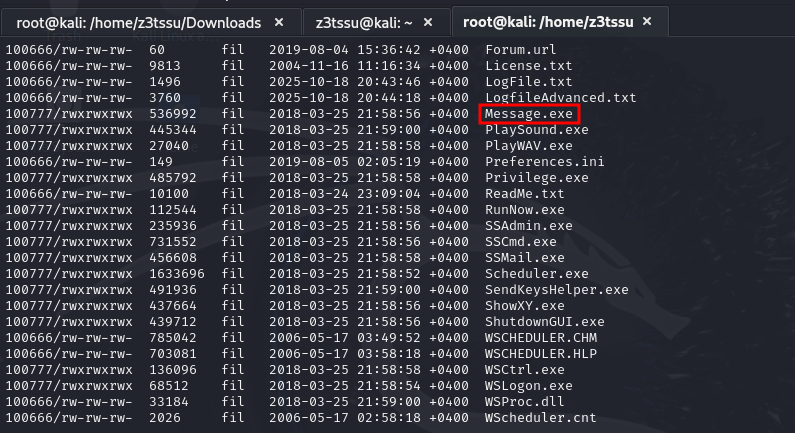 root@kali: /home/z3tssu/Downloads × z3tssu@kali: ~ × root@kali: /home/z3tssu ×
100666/rw-rw-rw- 60 fil 2019-08-04 15:36:42 +0400 Forum.url
100666/rw-rw-rw- 9813 fil 2004-11-16 11:16:34 +0400 License.txt
100666/rw-rw-rw- 1496 fil 2025-10-18 20:43:46 +0400 LogFile.txt
100666/rw-rw-rw- 3760 fil 2025-10-18 20:44:18 +0400 LogfileAdvanced.txt
100777/rwxrwxrwx 536992 fil 2018-03-25 21:58:56 +0400 Message.exe
100777/rwxrwxrwx 445344 fil 2018-03-25 21:59:00 +0400 PlaySound.exe
100777/rwxrwxrwx 27040 fil 2018-03-25 21:58:58 +0400 PlayWAV.exe
100666/rw-rw-rw- 149 fil 2019-08-05 02:05:19 +0400 Preferences.ini
100777/rwxrwxrwx 485792 fil 2018-03-25 21:58:58 +0400 Privilege.exe
100666/rw-rw-rw- 10100 fil 2018-03-24 23:09:04 +0400 ReadMe.txt
100777/rwxrwxrwx 112544 fil 2018-03-25 21:58:58 +0400 RunNow.exe
100777/rwxrwxrwx 235936 fil 2018-03-25 21:58:56 +0400 SSAdmin.exe
100777/rwxrwxrwx 731552 fil 2018-03-25 21:58:56 +0400 SSCmd.exe
100777/rwxrwxrwx 456608 fil 2018-03-25 21:58:58 +0400 SSMail.exe
100777/rwxrwxrwx 1633696 fil 2018-03-25 21:58:52 +0400 Scheduler.exe
100777/rwxrwxrwx 491936 fil 2018-03-25 21:59:00 +0400 SendKeysHelper.exe
100777/rwxrwxrwx 437664 fil 2018-03-25 21:58:56 +0400 ShowXY.exe
100777/rwxrwxrwx 439712 fil 2018-03-25 21:58:56 +0400 ShutdownGUI.exe
100666/rw-rw-rw- 785042 fil 2006-05-17 03:49:52 +0400 WSCHEDULER.CHM
100666/rw-rw-rw- 703081 fil 2006-05-17 03:58:18 +0400 WSCHEDULER.HLP
100777/rwxrwxrwx 136096 fil 2018-03-25 21:58:58 +0400 WSCtrl.exe
100777/rwxrwxrwx 68512 fil 2018-03-25 21:58:54 +0400 WSLogon.exe
100666/rw-rw-rw- 33184 fil 2018-03-25 21:59:00 +0400 WSProc.dll
100666/rw-rw-rw- 2026 fil 2006-05-17 02:58:18 +0400 WScheduler.cnt